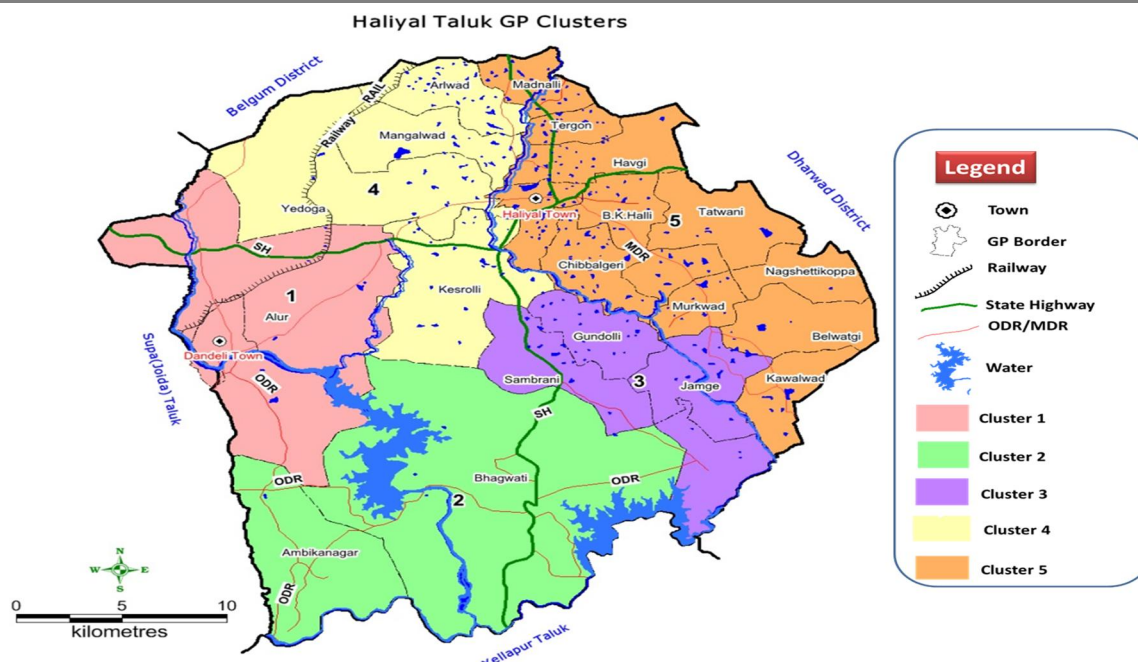 Haliyal Taluk GP Clusters
Belgum District
Dharwad District
Supa(Joida) Taluk
Yellapur Taluk
RAIL
Railway
Arlwad
Madnalli
Mangalwad
Tergon
Havgi
4
Yedoga
Haliyal Town
B.K.Halli
5
Tatwani
SH
MDR
Chibbalgeri
Nagshettikoppa
1
Kesrolli
Alur
Murkwad
Gundolli
Belwatgi
Dandeli Town
ODR
Sambrani
3
Jamge
Kawalwad
SH
ODR
Bhagwati
ODR
2
Ambikanagar
ODR
N
W E
S
0 5 10
kilometres
Legend
Town
GP Border
Railway
State Highway
ODR/MDR
Water
Cluster 1
Cluster 2
Cluster 3
Cluster 4
Cluster 5